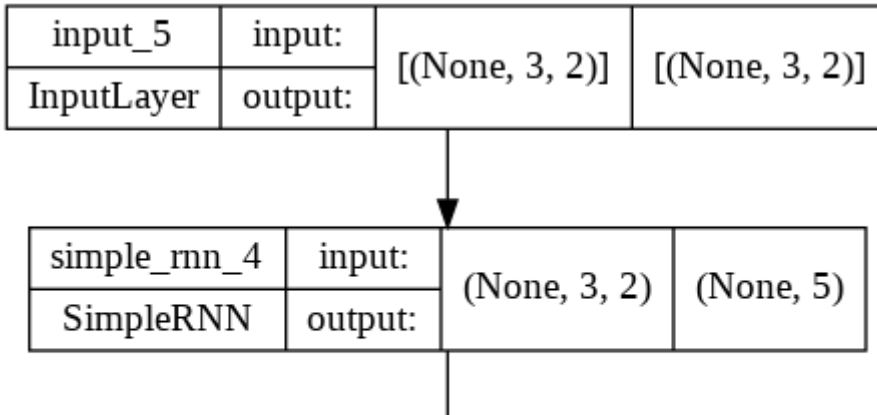 input_5 input: [(None, 3, 2)] [(None, 3, 2)]
InputLayer output:
simple_rnn_4 input: (None, 3, 2) (None, 5)
SimpleRNN output: